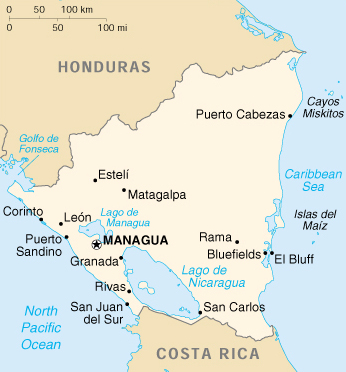 0 50 100 km
0 50 100 mi
HONDURAS
Puerto Cabezas
Cayos
Miskitos
Golfo de
Fonseca
Caribbean
Sea
Estelí
Matagalpa
Corinto
León
Lago de
Managua
Islas del
Maíz
Puerto
Sandino
MANAGUA
Rama
Granada
Bluefields
El Bluff
Lago de
Nicaragua
Rivas
North
Pacific
Ocean
San Juan
del Sur
San Carlos
COSTA RICA